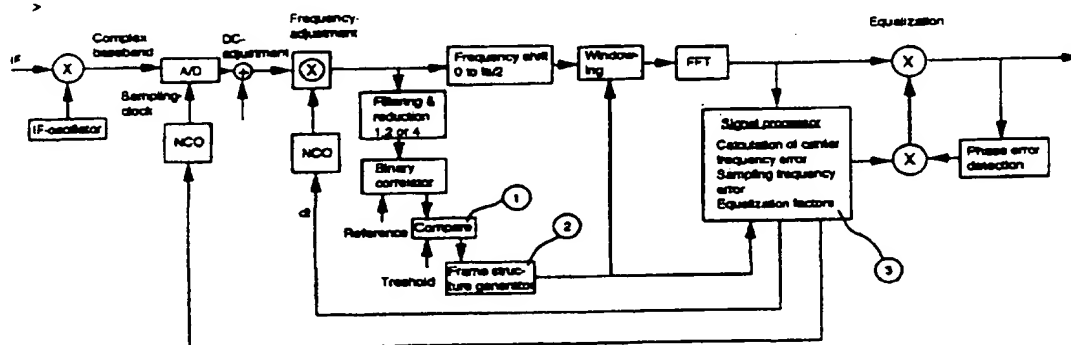 >
IF
X
IF-oscillator
Complex
baseband
A/D
Sampling-
clock
NCO
DC-
adjustment
+
Frequency-
adjustment
X
NCO
Filtering &
reduction
1,2 or 4
Binary
correlator
Reference
Compare
1
Treshold
Frame struc-
ture generator
2
Frequency shift
0 to fs/2
Window-
ing
FFT
Signal processor
Calculation of center
frequency error
Sampling frequency
error
Equalization factors
3
Equalization
X
X
Phase error
detection